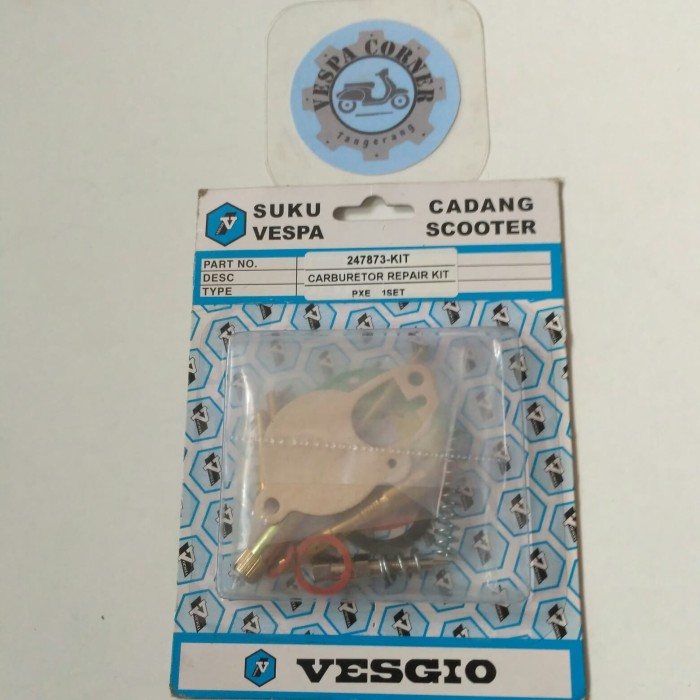 VESPA CORNER
Tangerang
SUKU CADANG
VESPA SCOOTER
PART NO. 247873-KIT
DESC CARBURETOR REPAIR KIT
TYPE PXE 1SET
VESGIO